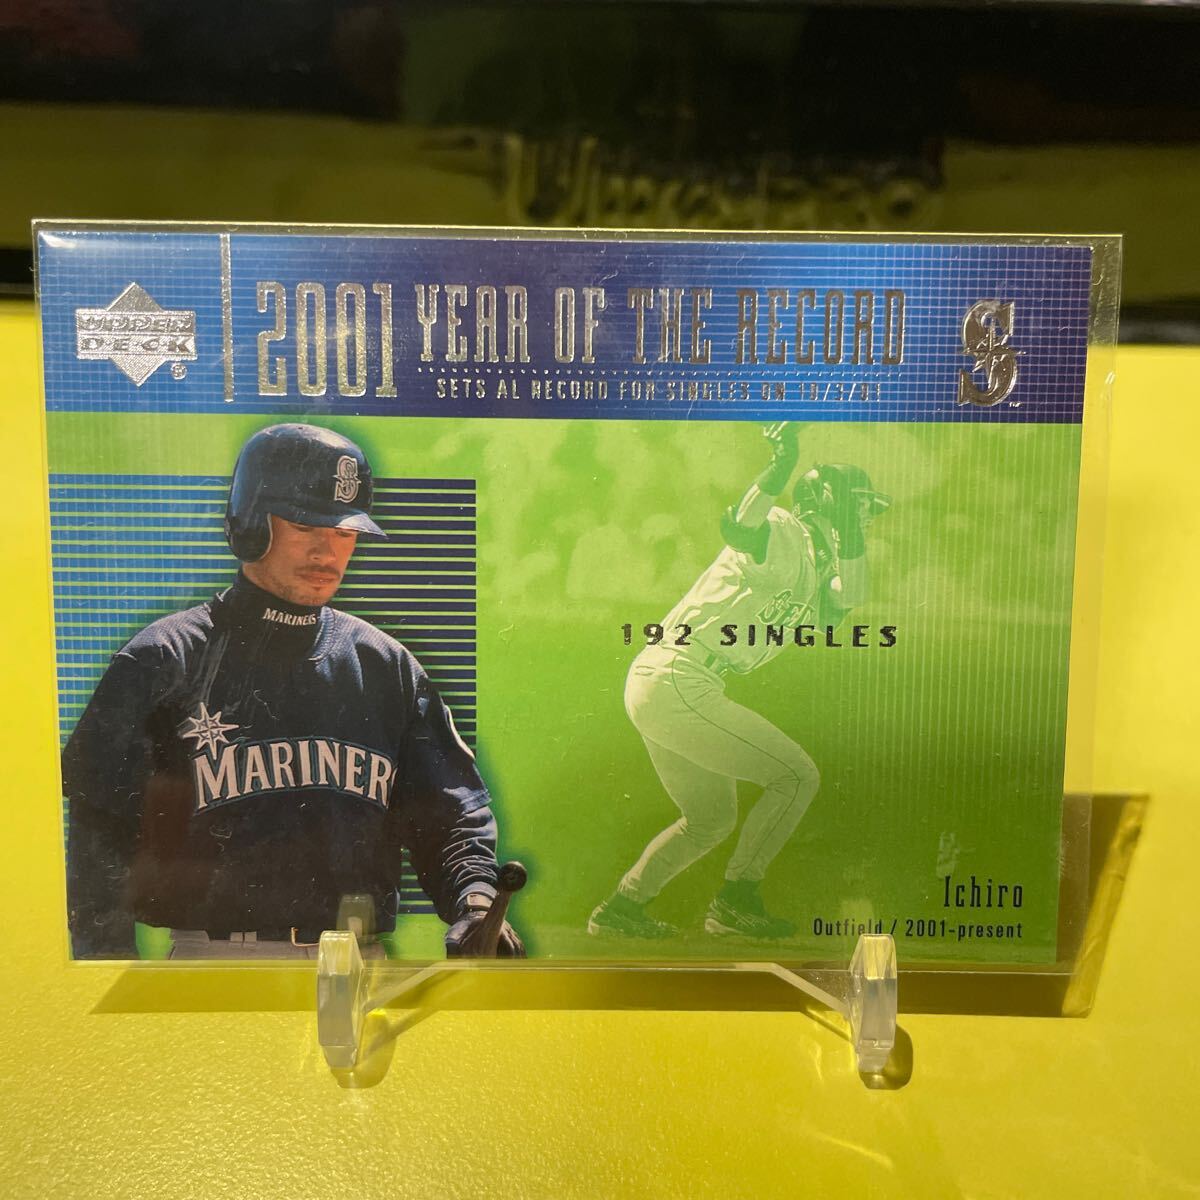 UPPER DECK ®
2001 YEAR OF THE RECORD
SETS AL RECORD FOR SINGLES ON 10/3/01
S ™
S
MARINERS
MARINERS
192 SINGLES
Ichiro
Outfield / 2001-present